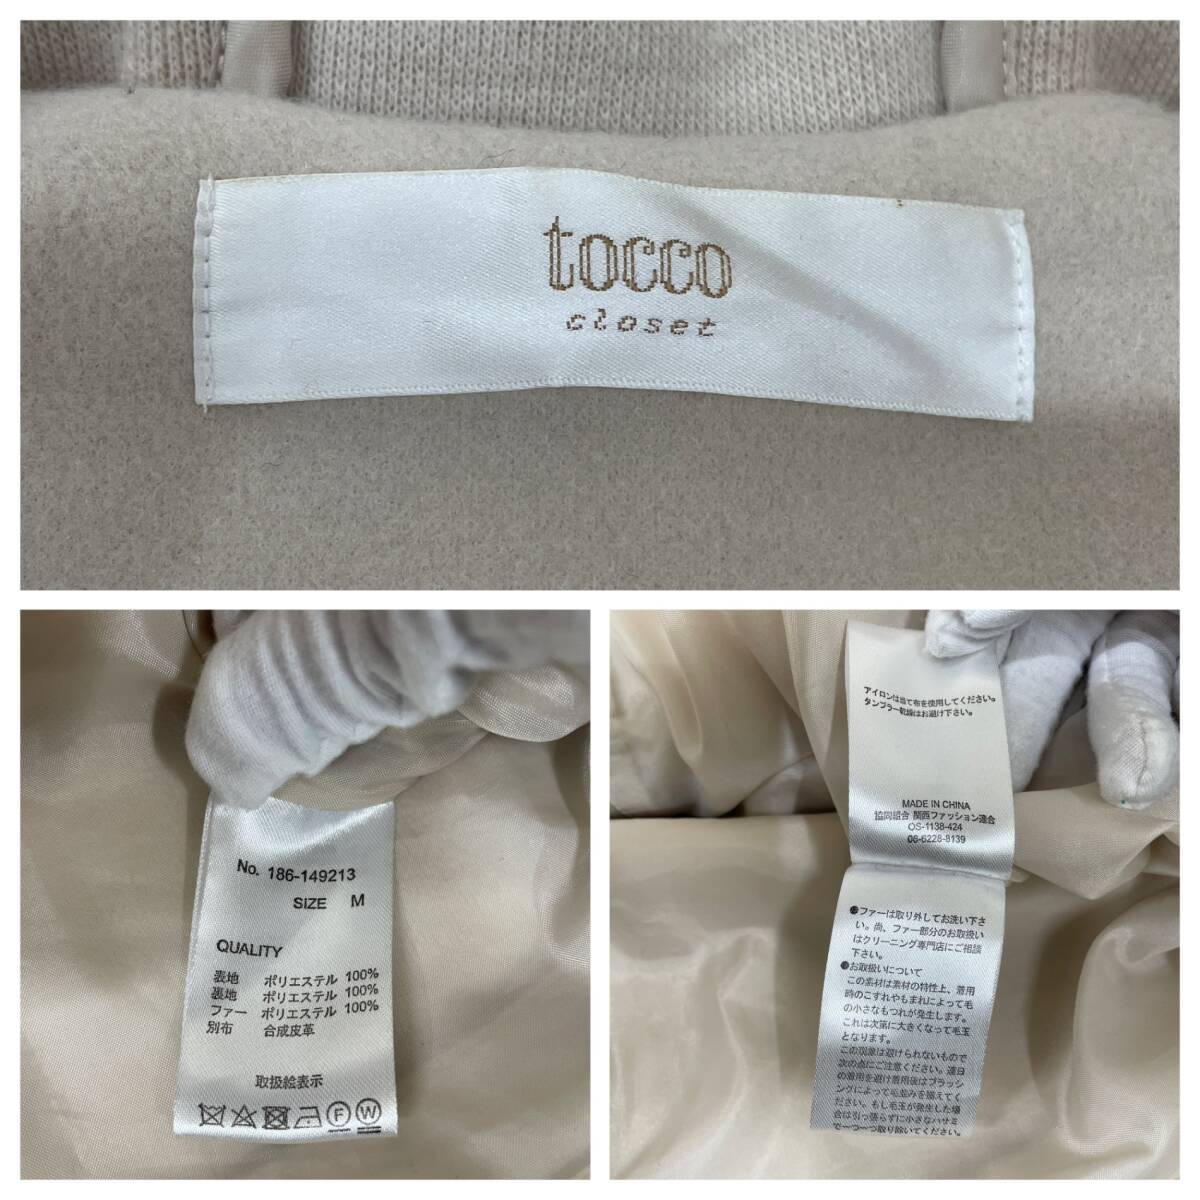 tocco
closet
No. 186-149213
SIZE M
QUALITY
表地 ポリエステル 100%
裏地 ポリエステル 100%
ファー ポリエステル 100%
別布 合成皮革
取扱絵表示
F W
アイロンは当て布を使用してください。
タンブラー乾燥はお避け下さい。
MADE IN CHINA
協同組合 関西ファッション連合
OS-1138-424
06-6228-8139
●ファーは取り外してお洗い下さ
い。尚、ファー部分のお取扱い
はクリーニング専門店にご相談
下さい。
●お取扱いについて
この素材は素材の特性上、着用
時のこすれやもまれによって毛
の小さなもつれが発生します。
これは次第に大きくなって毛玉
となります。
この現象は避けられないもので
次の点にご注意ください。連日
の着用を避け着用後はブラッシ
ングによって毛並みを揃えてく
ださい。もし毛玉が発生した場
合は引っ張らずに小さなハサミ
で一つ一つ取り除いてください。